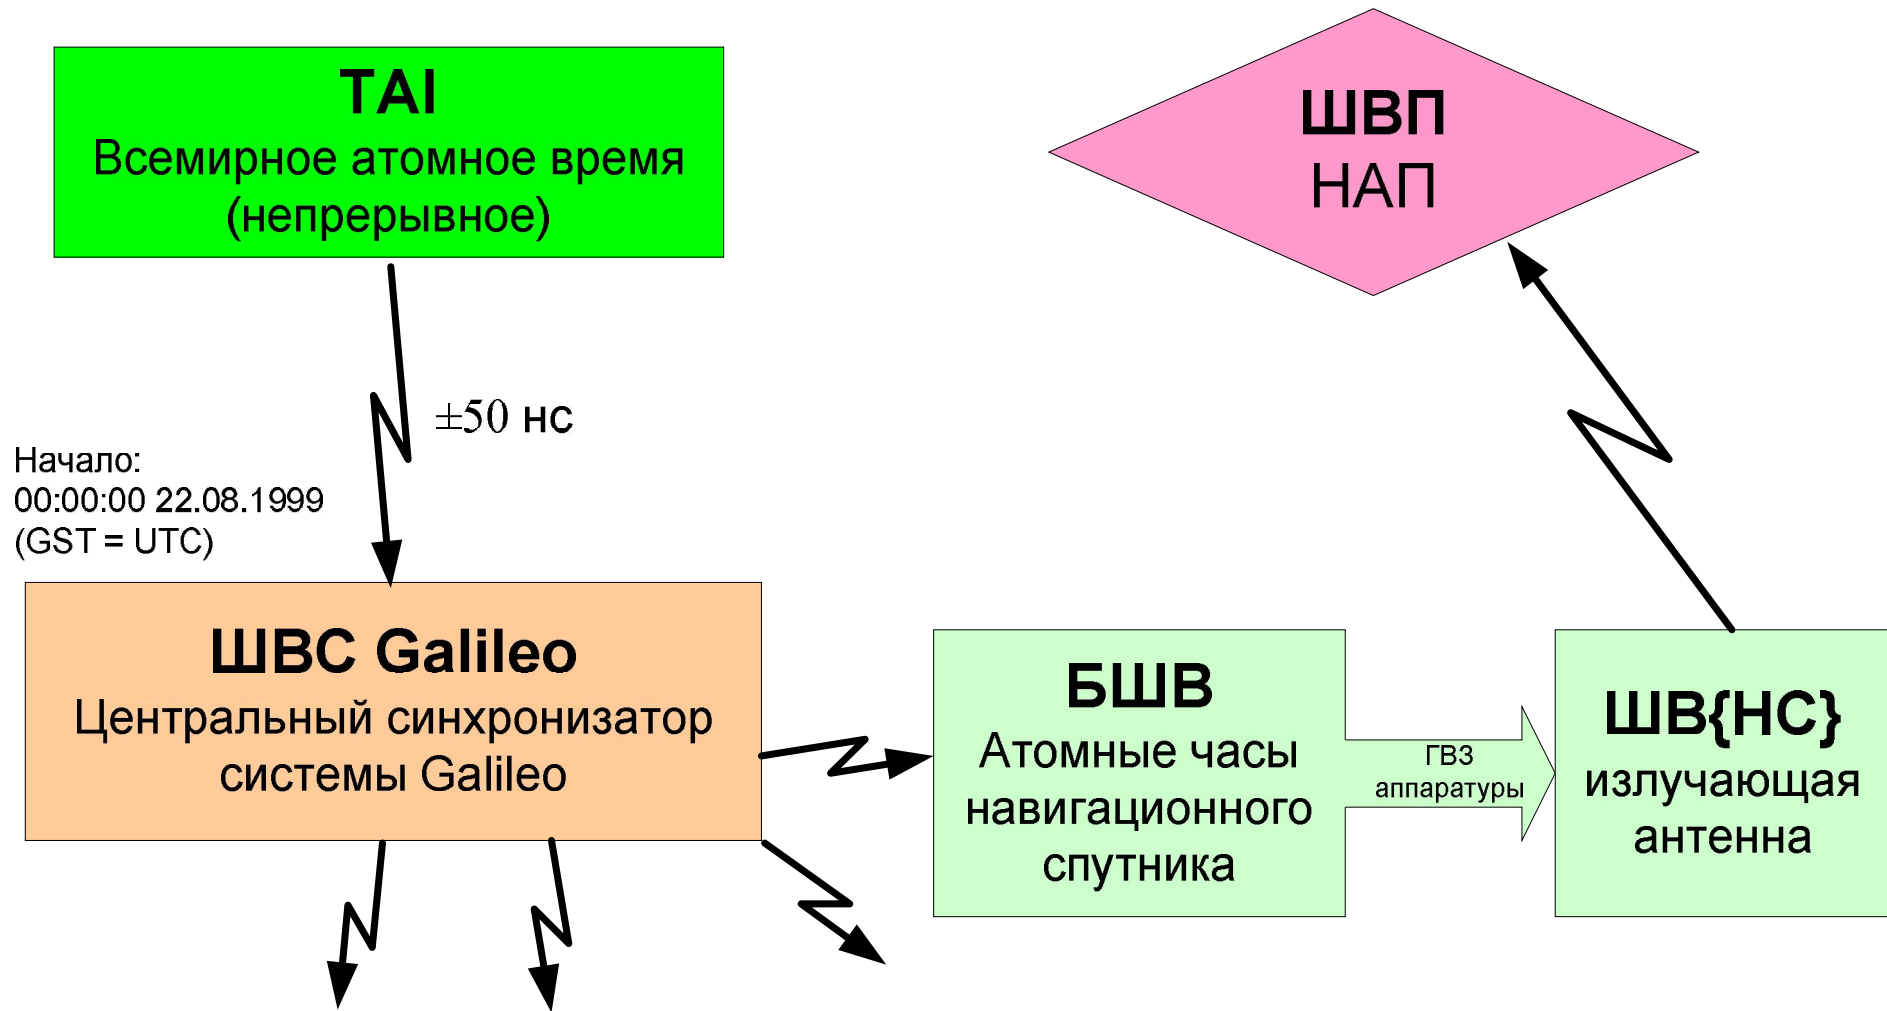 TAI
Всемирное атомное время
(непрерывное)
ШВП
НАП
±50 нс
Начало:
00:00:00 22.08.1999
(GST = UTC)
ШВС Galileo
Центральный синхронизатор
системы Galileo
БШВ
Атомные часы
навигационного
спутника
ГВЗ
аппаратуры
ШВ{НС}
излучающая
антенна